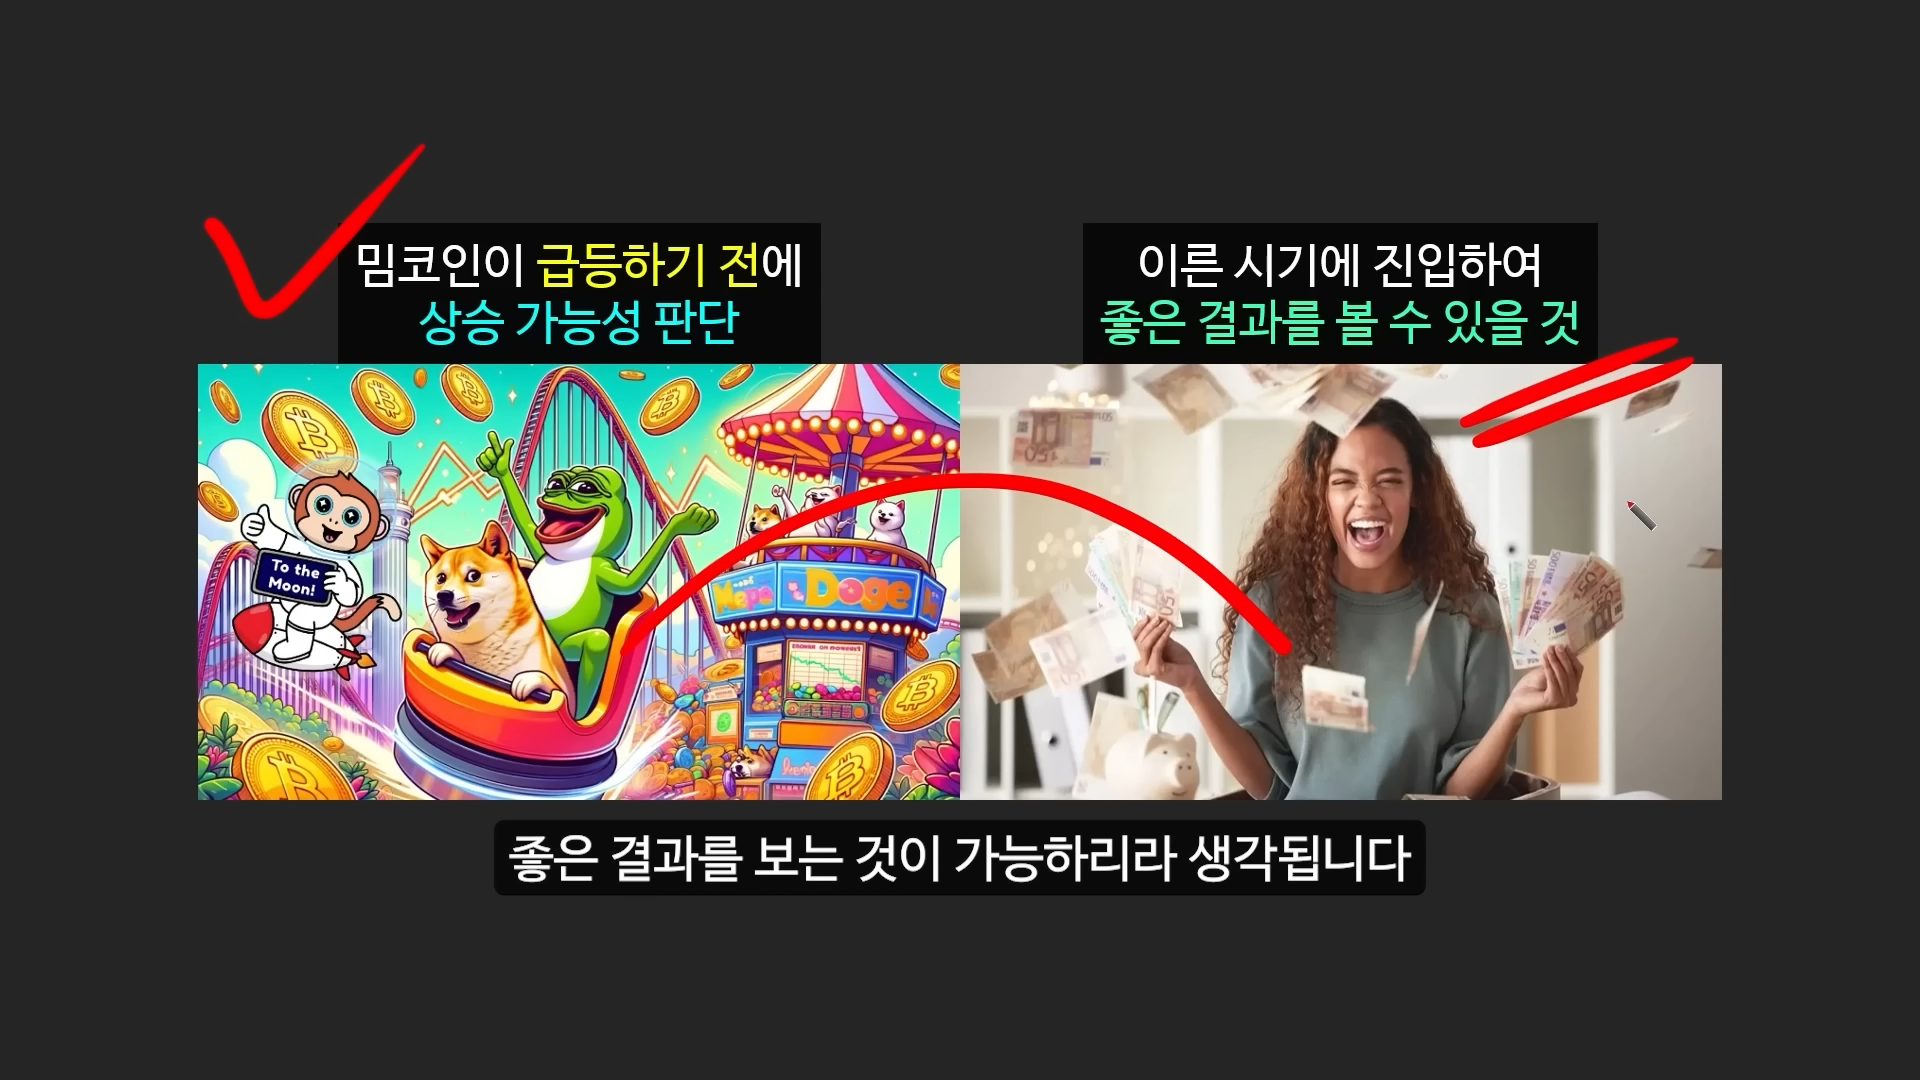 밈코인이 급등하기 전에
상승 가능성 판단
이른 시기에 진입하여
좋은 결과를 볼 수 있을 것
To the
Moon!
Doge
좋은 결과를 보는 것이 가능하리라 생각됩니다